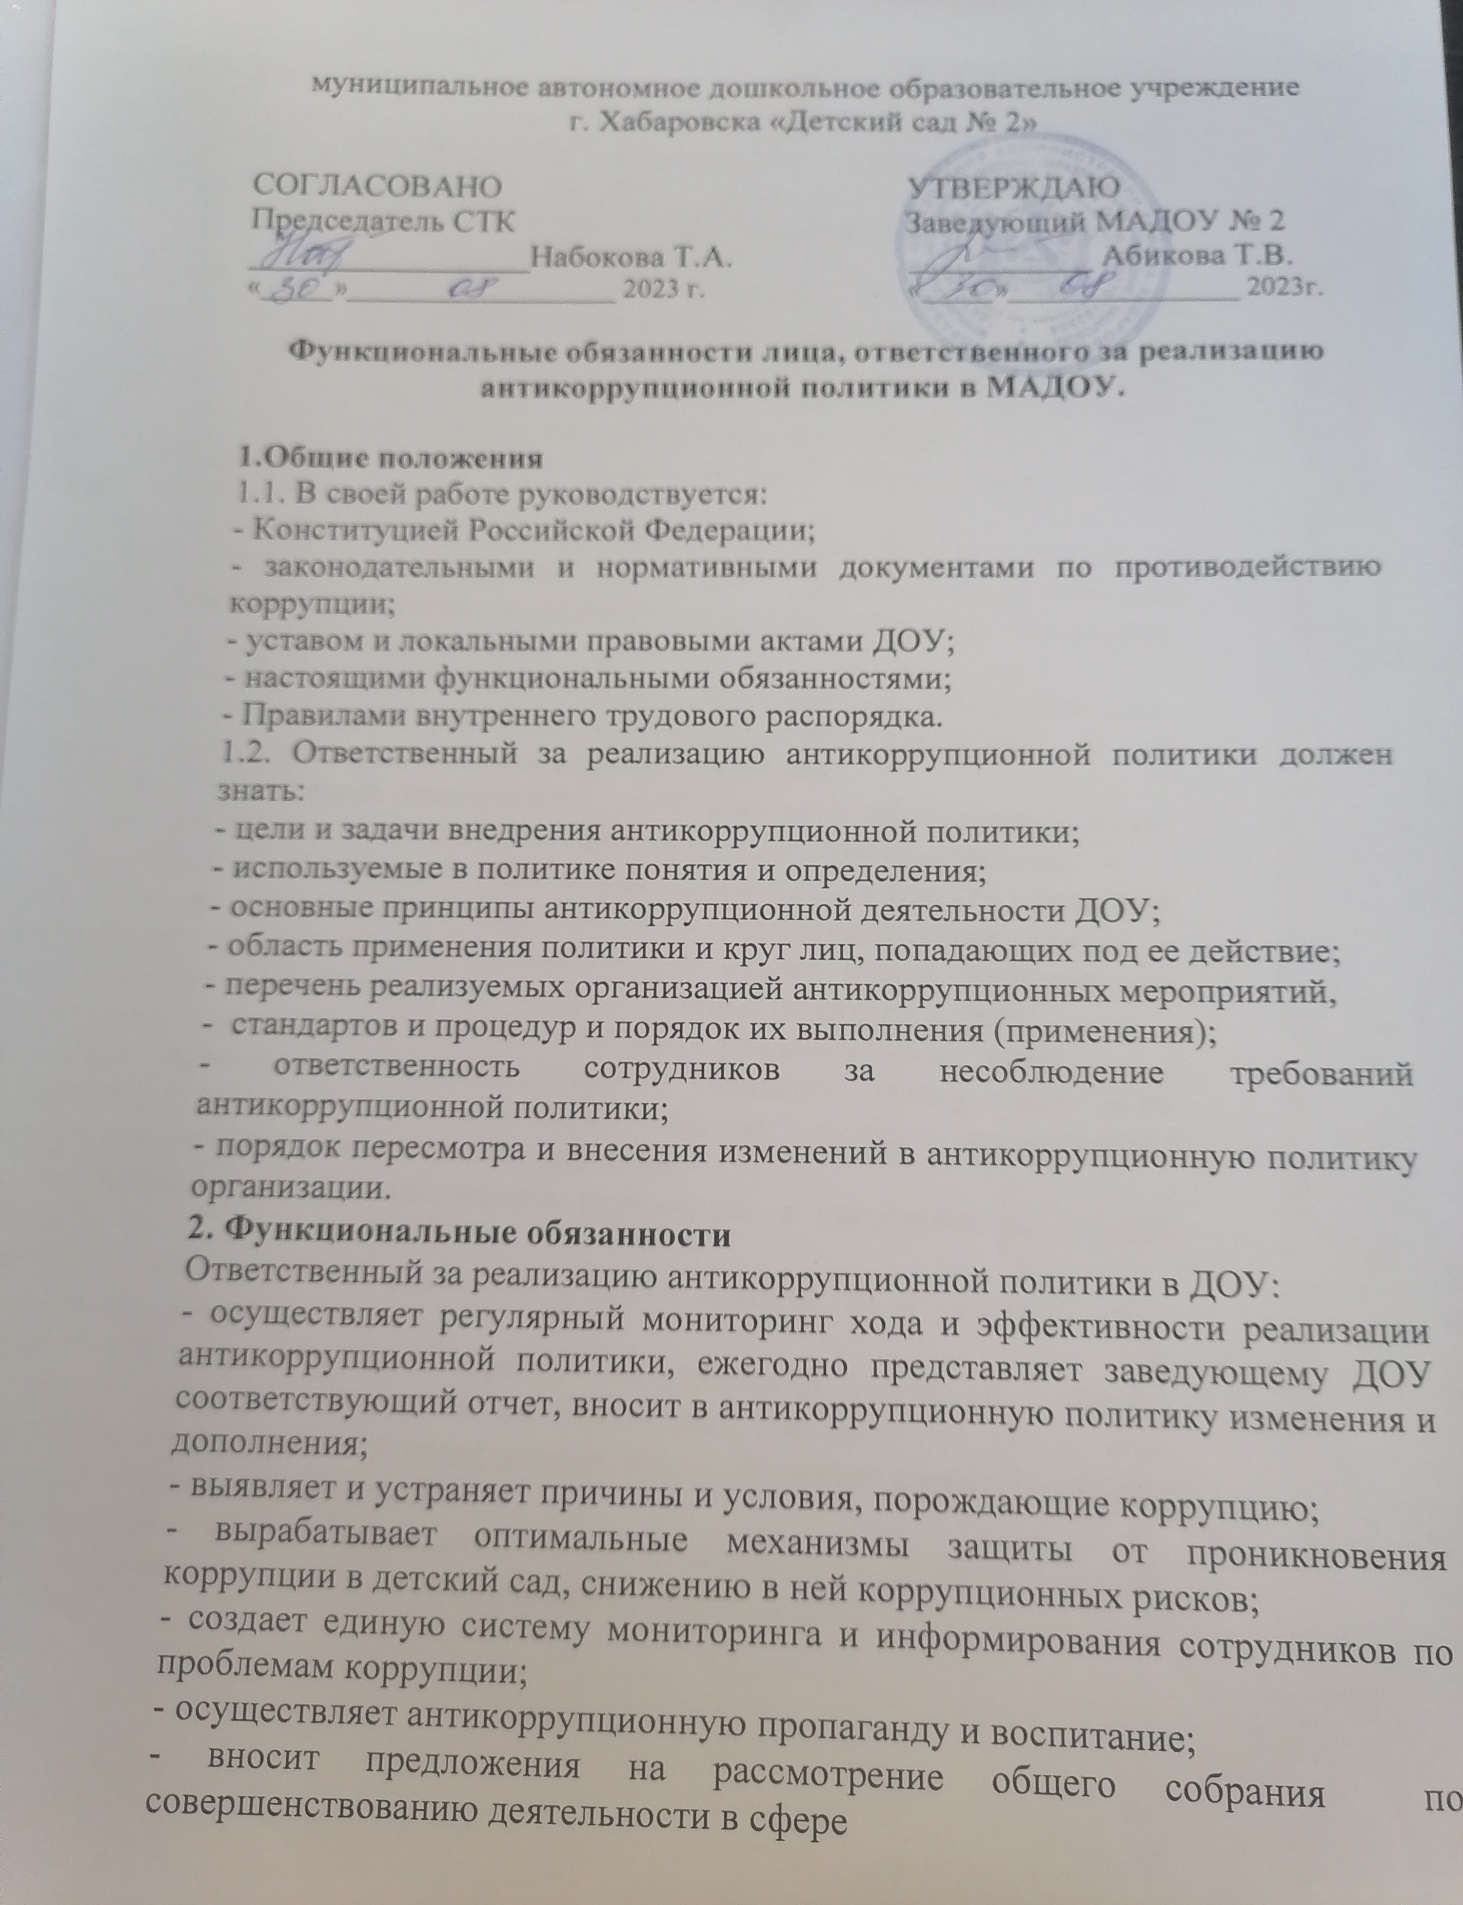 муниципальное автономное дошкольное образовательное учреждение
г. Хабаровска «Детский сад № 2»
СОГЛАСОВАНО
Председатель СТК
Набокова Т.А.
«30» 08 2023 г.
УТВЕРЖДАЮ
Заведующий МАДОУ № 2
Абикова Т.В.
«30» 08 2023г.
Функциональные обязанности лица, ответственного за реализацию
антикоррупционной политики в МАДОУ.
1.Общие положения
1.1. В своей работе руководствуется:
- Конституцией Российской Федерации;
- законодательными и нормативными документами по противодействию
коррупции;
- уставом и локальными правовыми актами ДОУ;
- настоящими функциональными обязанностями;
- Правилами внутреннего трудового распорядка.
1.2. Ответственный за реализацию антикоррупционной политики должен
знать:
- цели и задачи внедрения антикоррупционной политики;
- используемые в политике понятия и определения;
- основные принципы антикоррупционной деятельности ДОУ;
- область применения политики и круг лиц, попадающих под ее действие;
- перечень реализуемых организацией антикоррупционных мероприятий,
- стандартов и процедур и порядок их выполнения (применения);
- ответственность сотрудников за несоблюдение требований
антикоррупционной политики;
- порядок пересмотра и внесения изменений в антикоррупционную политику
организации.
2. Функциональные обязанности
Ответственный за реализацию антикоррупционной политики в ДОУ:
- осуществляет регулярный мониторинг хода и эффективности реализации
антикоррупционной политики, ежегодно представляет заведующему ДОУ
соответствующий отчет, вносит в антикоррупционную политику изменения и
дополнения;
- выявляет и устраняет причины и условия, порождающие коррупцию;
- вырабатывает оптимальные механизмы защиты от проникновения
коррупции в детский сад, снижению в ней коррупционных рисков;
- создает единую систему мониторинга и информирования сотрудников по
проблемам коррупции;
- осуществляет антикоррупционную пропаганду и воспитание;
- вносит предложения на рассмотрение общего собрания по
совершенствованию деятельности в сфере